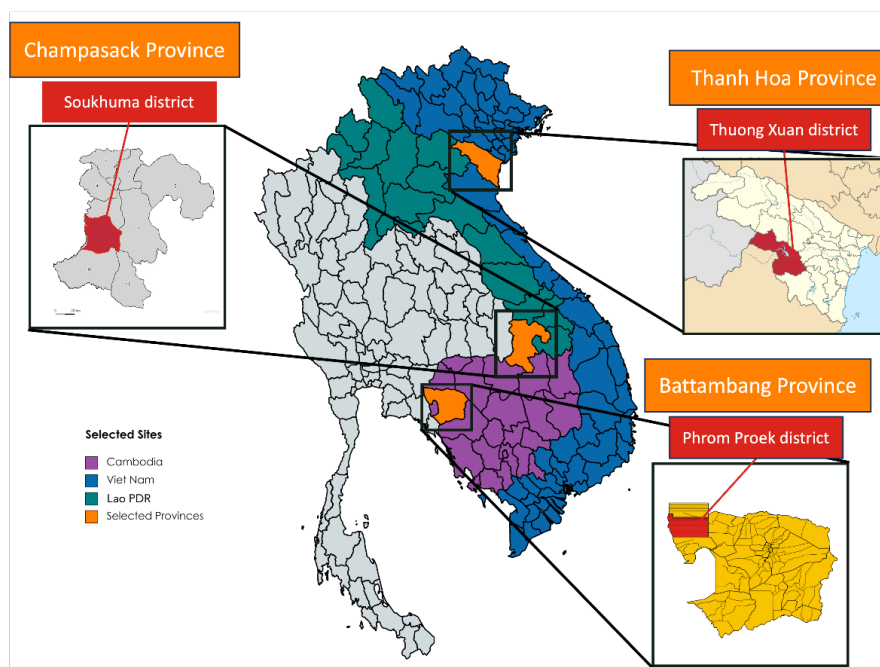 Champasack Province
Soukhuma district
Thanh Hoa Province
Thuong Xuan district
Battambang Province
Phrom Proek district
Selected Sites
Cambodia
Viet Nam
Lao PDR
Selected Provinces